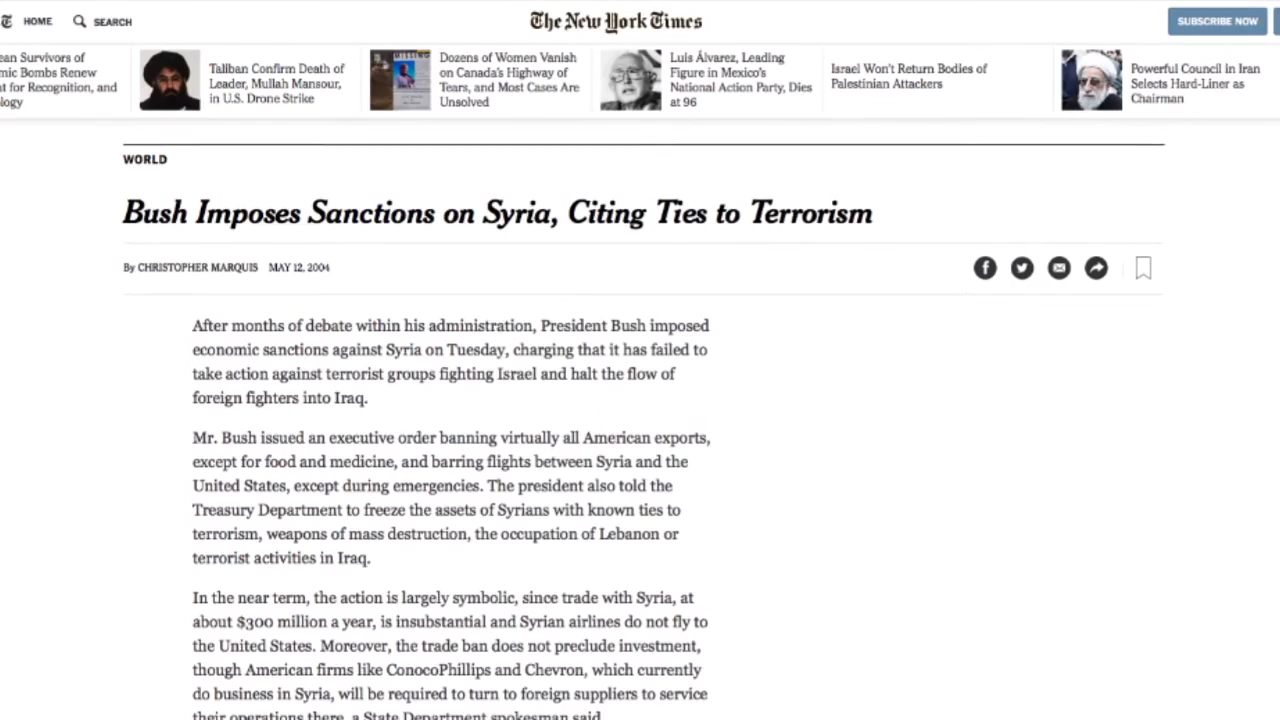 HOME SEARCH The New York Times SUBSCRIBE NOW
ean Survivors of
mic Bombs Renew
t for Recognition, and
logy
Taliban Confirm Death of
Leader, Mullah Mansour,
in U.S. Drone Strike
MISSING
Dozens of Women Vanish
on Canada's Highway of
Tears, and Most Cases Are
Unsolved
Luis Álvarez, Leading
Figure in Mexico's
National Action Party, Dies
at 96
Israel Won't Return Bodies of
Palestinian Attackers
Powerful Council in Iran
Selects Hard-Liner as
Chairman
WORLD
Bush Imposes Sanctions on Syria, Citing Ties to Terrorism
By CHRISTOPHER MARQUIS MAY 12, 2004
After months of debate within his administration, President Bush imposed
economic sanctions against Syria on Tuesday, charging that it has failed to
take action against terrorist groups fighting Israel and halt the flow of
foreign fighters into Iraq.
Mr. Bush issued an executive order banning virtually all American exports,
except for food and medicine, and barring flights between Syria and the
United States, except during emergencies. The president also told the
Treasury Department to freeze the assets of Syrians with known ties to
terrorism, weapons of mass destruction, the occupation of Lebanon or
terrorist activities in Iraq.
In the near term, the action is largely symbolic, since trade with Syria, at
about $300 million a year, is insubstantial and Syrian airlines do not fly to
the United States. Moreover, the trade ban does not preclude investment,
though American firms like ConocoPhillips and Chevron, which currently
do business in Syria, will be required to turn to foreign suppliers to service
their operations there, a State Department spokesman said.